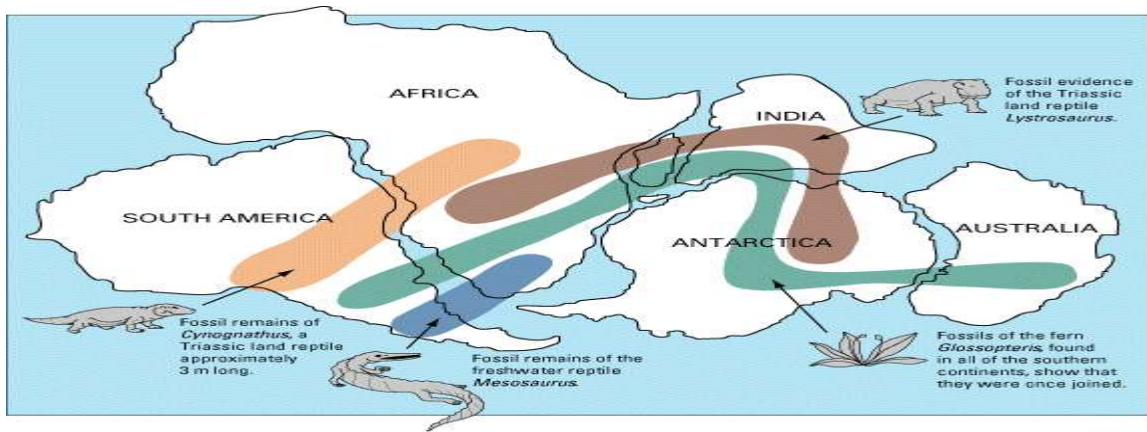 AFRICA
INDIA
Fossil evidence
of the Triassic
land reptile
Lystrosaurus.
SOUTH AMERICA
ANTARCTICA
AUSTRALIA
Fossil remains of
Cynognathus, a
Triassic land reptile
approximately
3 m long.
Fossil remains of the
freshwater reptile
Mesosaurus.
Fossils of the fern
Glossopteris, found
in all of the southern
continents, show that
they were once joined.